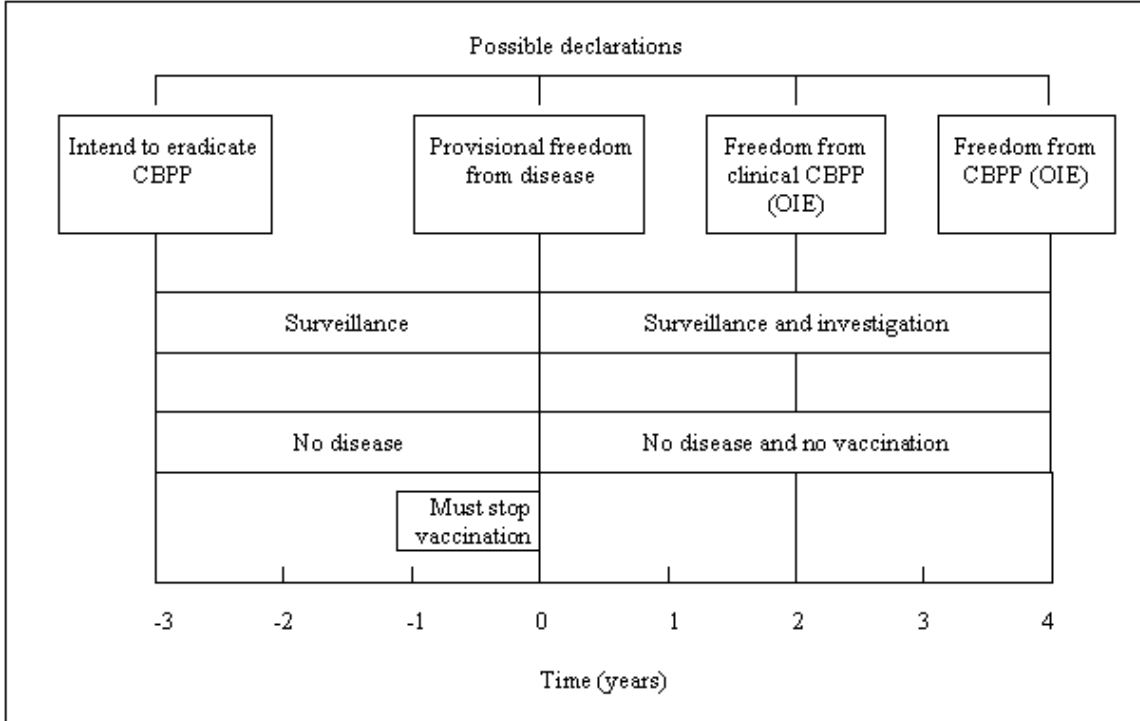 Possible declarations
Intend to eradicate
CBPP
Provisional freedom
from disease
Freedom from
clinical CBPP
(OIE)
Freedom from
CBPP (OIE)
Surveillance
Surveillance and investigation
No disease
No disease and no vaccination
Must stop
vaccination
-3 -2 -1 0 1 2 3 4
Time (years)